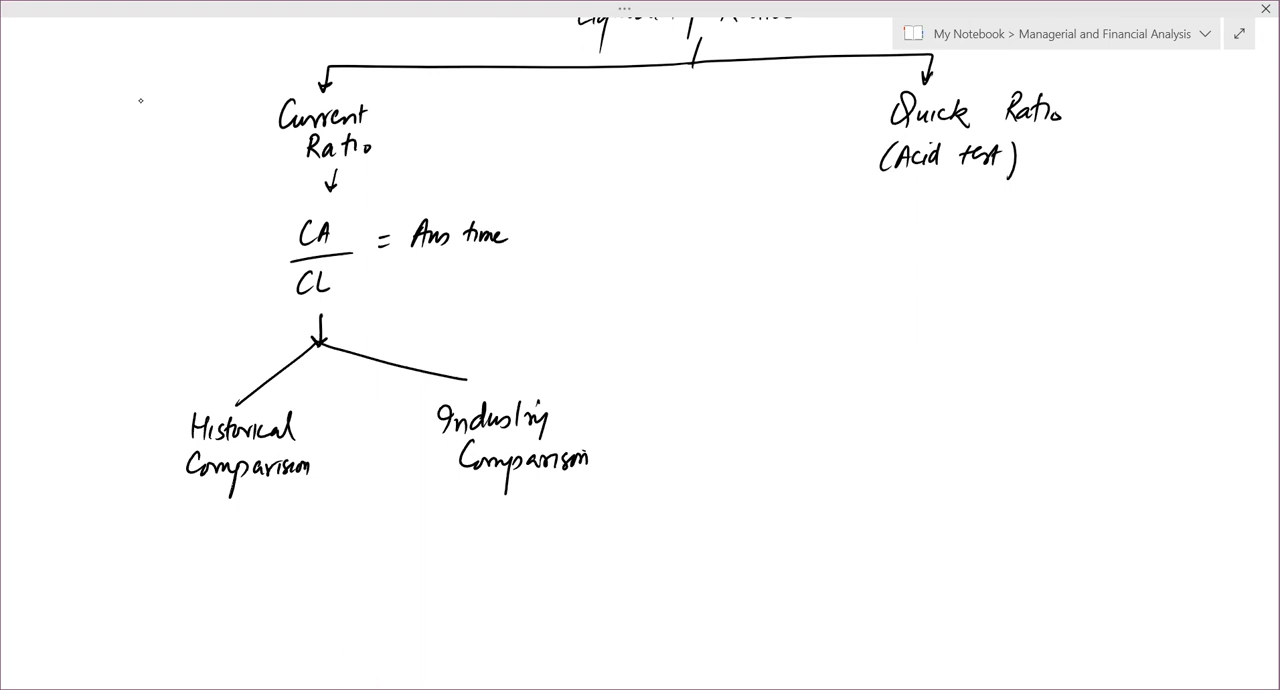 My Notebook > Managerial and Financial Analysis
Current
Ratio
Quick Ratio
(Acid test)
CA
CL
= Ans time
Historical
Comparison
Industry
Comparison